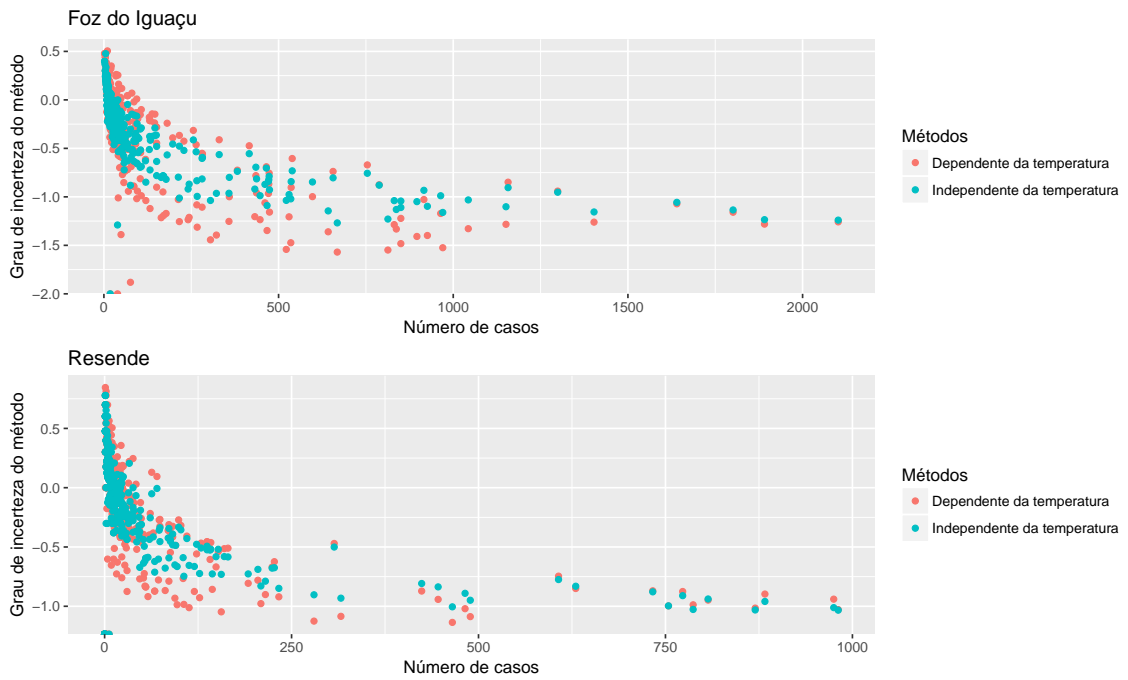 Foz do Iguaçu
Grau de incerteza do método
0.5
0.0
−0.5
−1.0
−1.5
−2.0
0
500
1000
1500
2000
Número de casos
Métodos
Dependente da temperatura
Independente da temperatura
Resende
Grau de incerteza do método
0.5
0.0
−0.5
−1.0
0
250
500
750
1000
Número de casos
Métodos
Dependente da temperatura
Independente da temperatura